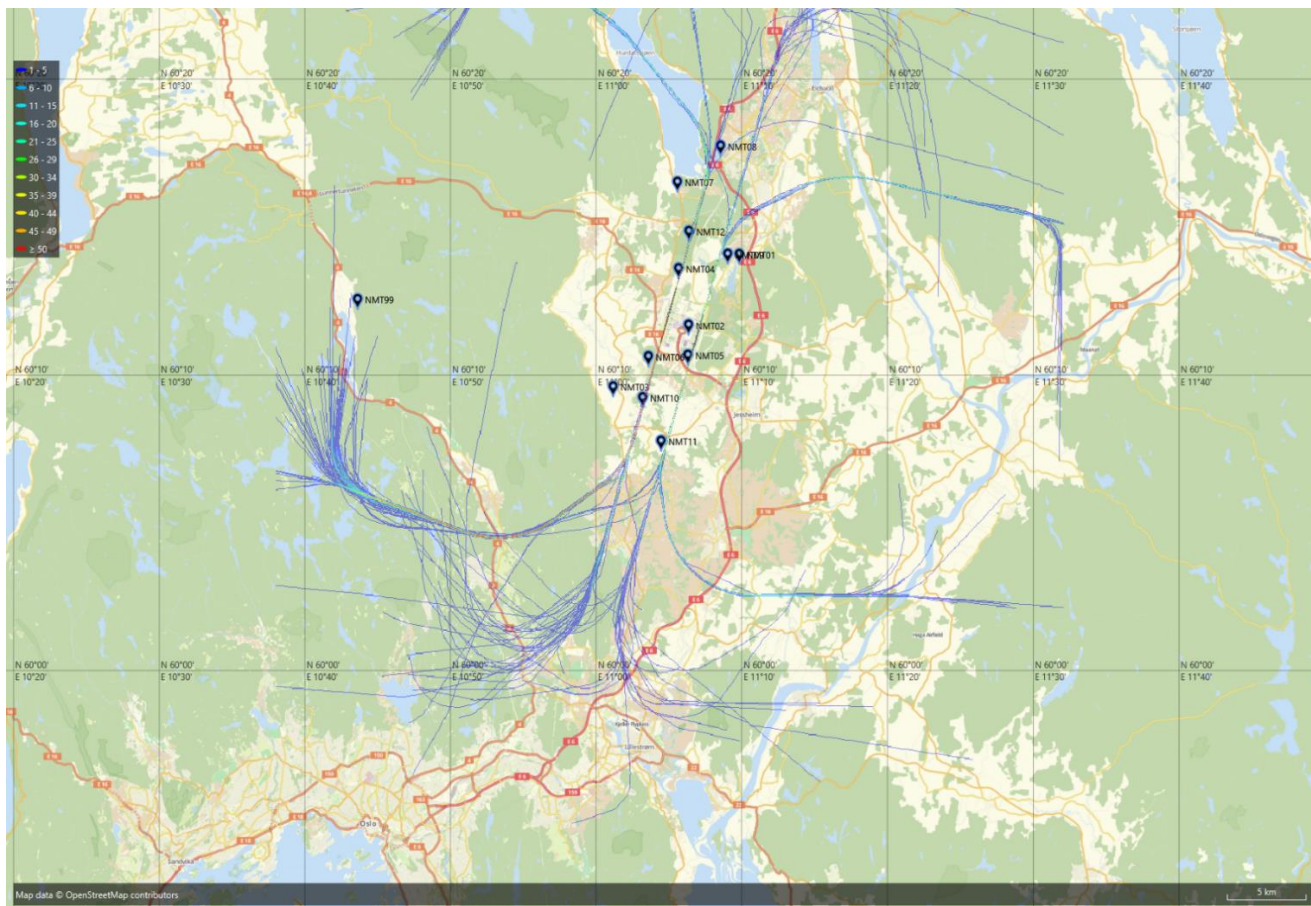 1 - 5
6 - 10
11 - 15
16 - 20
21 - 25
26 - 29
30 - 34
35 - 39
40 - 44
45 - 49
≥ 50
N 60°20' N 60°20' N 60°20' N 60°20' N 60°20' N 60°20' N 60°20' N 60°20'
E 10°30' E 10°40' E 10°50' E 11°00' E 11°10' E 11°20' E 11°30' E 11°40'
NMT08
NMT07
NMT12
NMT01
NMT04
NMT99
NMT02
NMT06
NMT05
N 60°10' N 60°10' N 60°10' N 60°10' N 60°10' N 60°10' N 60°10' N 60°10'
E 10°20' E 10°30' E 10°40' E 10°50' E 11°00' E 11°10' E 11°20' E 11°30' E 11°40'
NMT03
NMT10
Jessheim
NMT11
Haga Airfield
N 60°00' N 60°00' N 60°00' N 60°00' N 60°00' N 60°00' N 60°00' N 60°00'
E 10°30' E 10°40' E 10°50' E 11°00' E 11°10' E 11°20' E 11°30' E 11°40'
Lillestrøm
Oslo
Sandvika
Map data © OpenStreetMap contributors
5 km